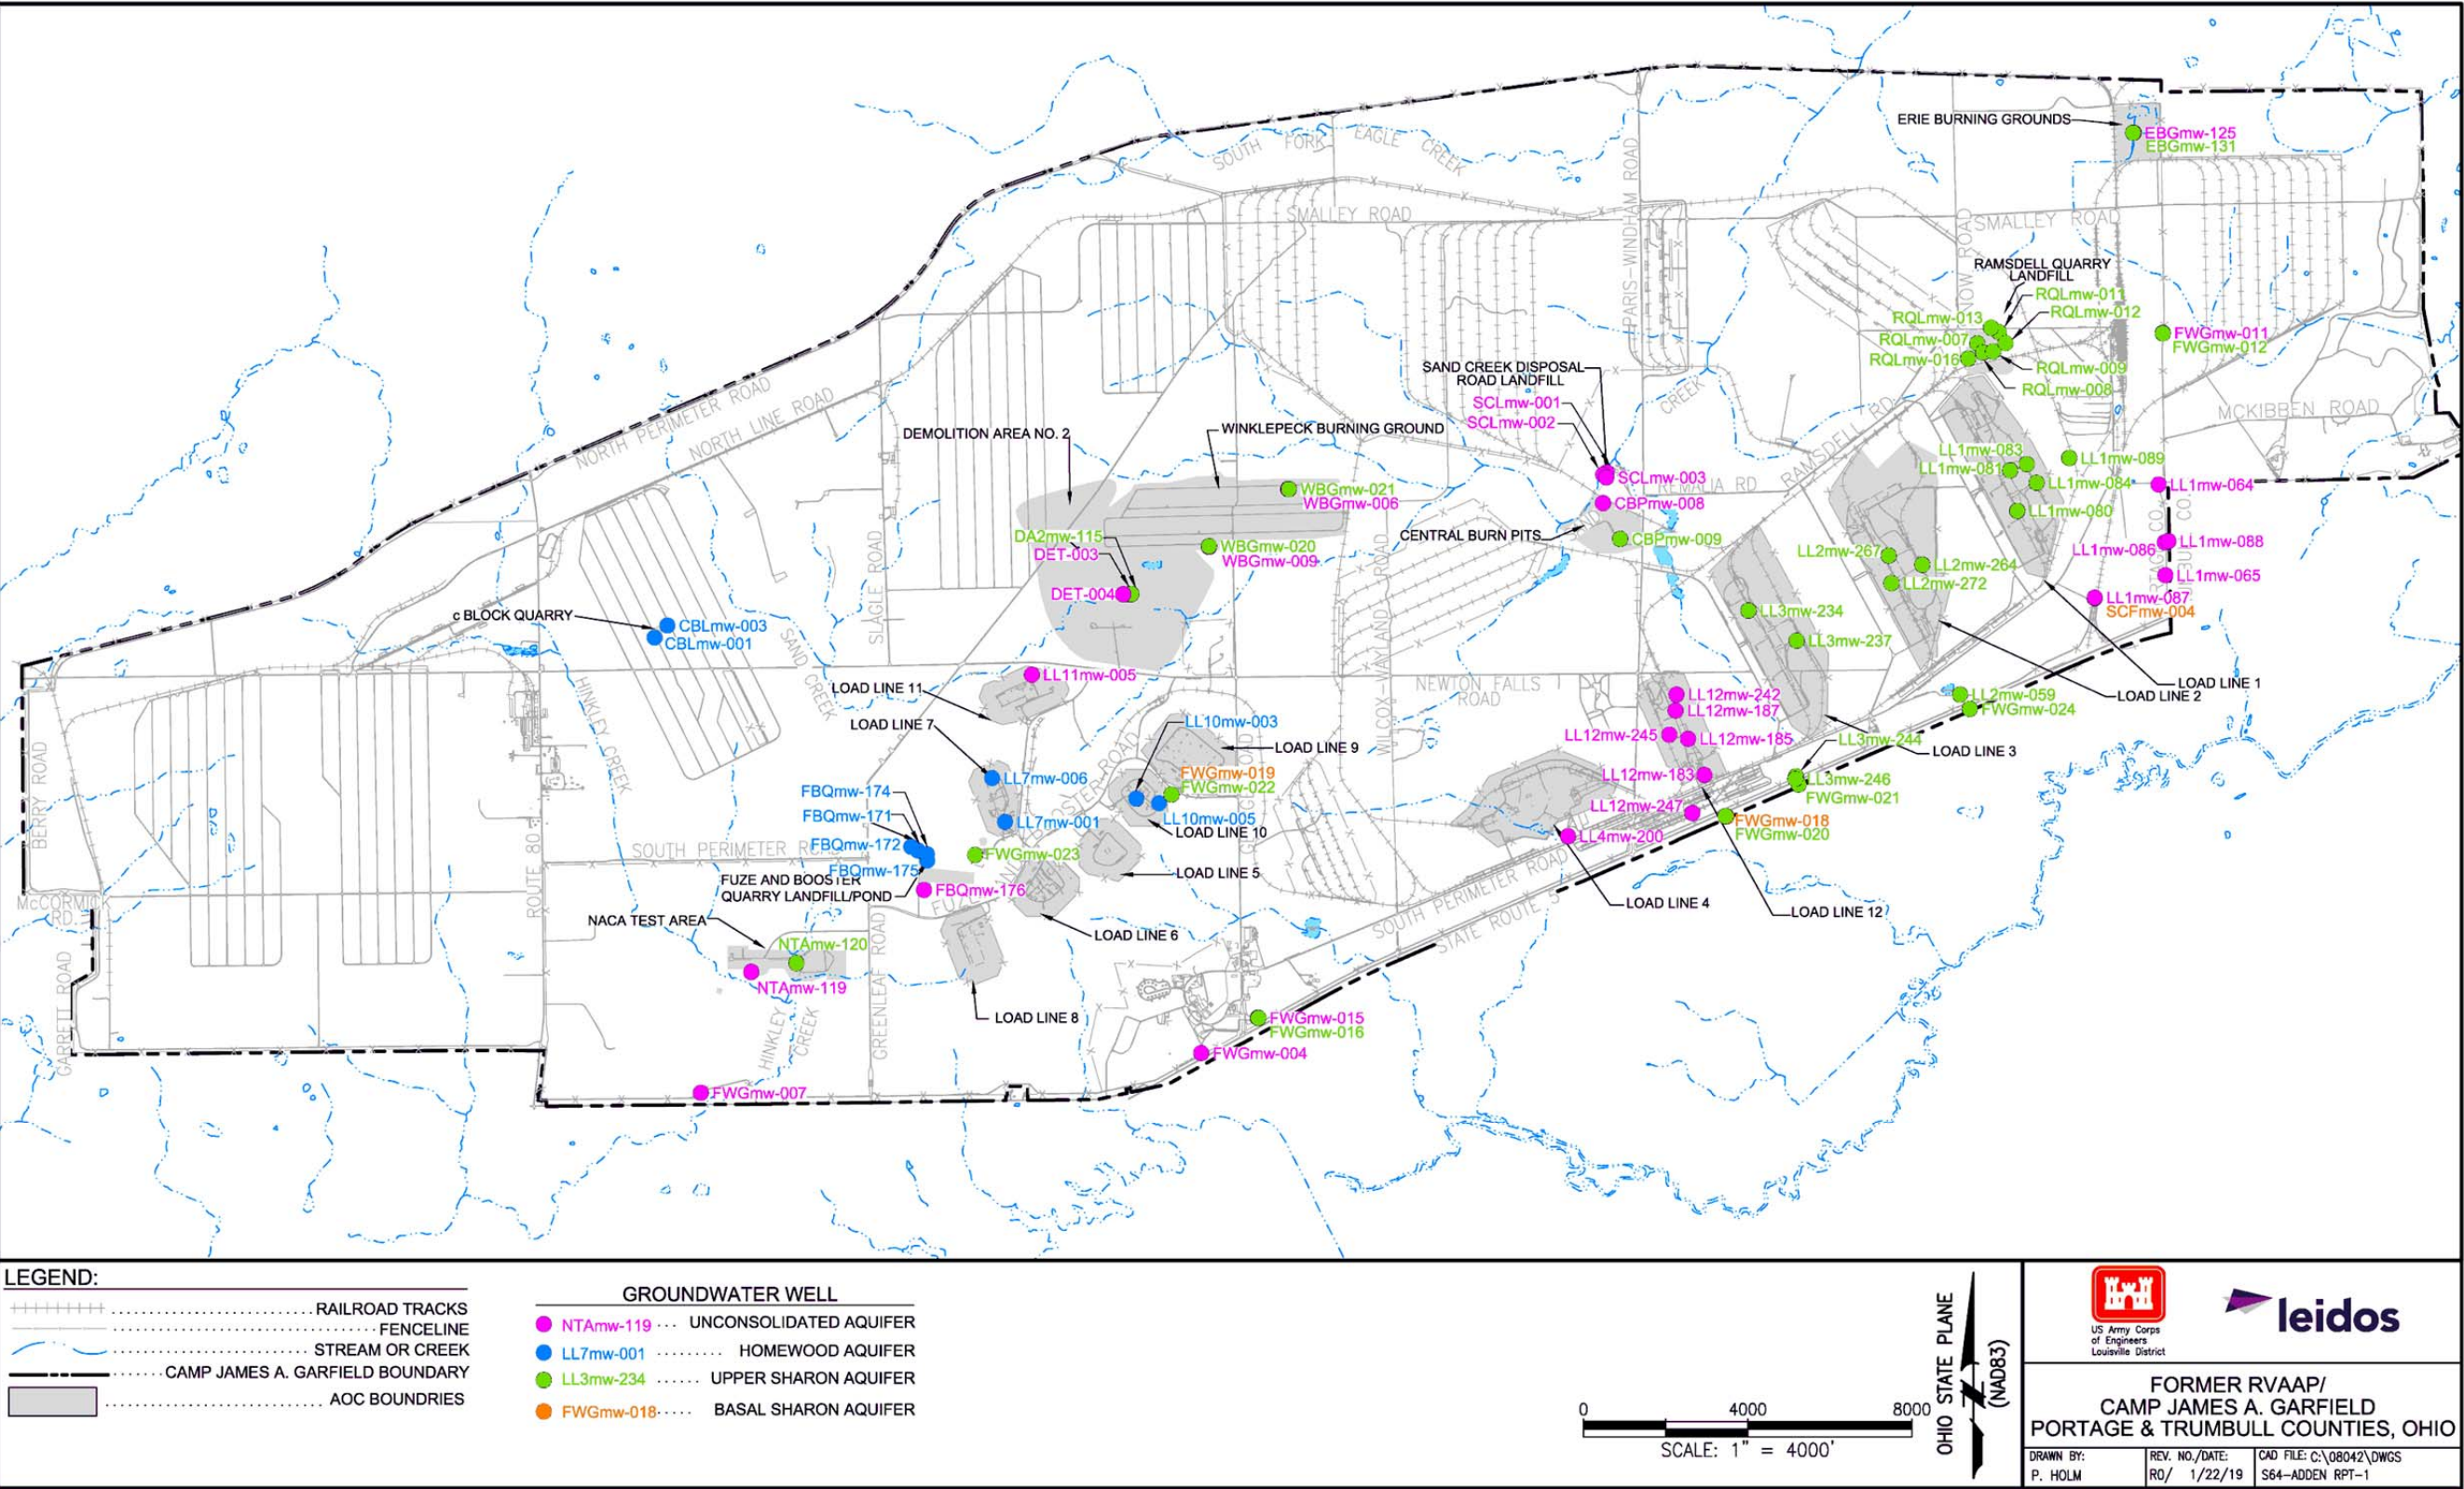 ERIE BURNING GROUNDS
EBGmw-125
EBGmw-131
SOUTH FORK EAGLE CREEK
PARIS-WINDHAM ROAD
SMALLEY ROAD
SNOW ROAD
SMALLEY ROAD
RAMSDELL QUARRY
LANDFILL
RQLmw-011
RQLmw-012
RQLmw-013
RQLmw-007
RQLmw-016
RQLmw-009
RQLmw-008
FWGmw-011
FWGmw-012
MCKIBBEN ROAD
SAND CREEK DISPOSAL
ROAD LANDFILL
SCLmw-001
SCLmw-002
SCLmw-003
CREEK
RAMSDELL RD
REMALIA RD
CBPmw-008
CENTRAL BURN PITS
CBPmw-009
NORTH PERIMETER ROAD
NORTH LINE ROAD
DEMOLITION AREA NO. 2
WINKLEPECK BURNING GROUND
WBGmw-021
WBGmw-006
WBGmw-020
WBGmw-009
DA2mw-115
DET-003
DET-004
SLAGLE ROAD
LL1mw-083
LL1mw-081
LL1mw-089
LL1mw-084
LL1mw-080
LL1mw-064
LL1mw-086
LL1mw-088
LL1mw-065
LL1mw-087
SCFmw-004
LL2mw-267
LL2mw-264
LL2mw-272
LL3mw-234
LL3mw-237
LOAD LINE 1
LOAD LINE 2
LL2mw-059
FWGmw-024
c BLOCK QUARRY
CBLmw-003
CBLmw-001
SAND CREEK
HINKLEY CREEK
LL11mw-005
LOAD LINE 11
LOAD LINE 7
LL10mw-003
LOAD LINE 9
NEWTON FALLS
ROAD
WILCOX-WAYLAND ROAD
LL12mw-242
LL12mw-187
LL12mw-245
LL12mw-185
LL3mw-244
LOAD LINE 3
LL12mw-183
LL3mw-246
FWGmw-021
LL12mw-247
FWGmw-018
FWGmw-020
LL4mw-200
LL7mw-006
FWGmw-019
FWGmw-022
FBQmw-174
FBQmw-171
FBQmw-172
FBQmw-175
LL7mw-001
LL10mw-005
LOAD LINE 10
BERRY ROAD
ROUTE 80
SOUTH PERIMETER ROAD
FWGmw-023
LOAD LINE 5
FUZE AND BOOSTER
QUARRY LANDFILL/POND
FBQmw-176
McCORMICK
RD.
SOUTH PERIMETER ROAD
STATE ROUTE 5
LOAD LINE 4
LOAD LINE 12
NACA TEST AREA
NTAmw-120
NTAmw-119
LOAD LINE 6
LOAD LINE 8
GARRETT ROAD
HINKLEY
CREEK
GREENLEAF ROAD
FWGmw-015
FWGmw-016
FWGmw-004
FWGmw-007
LEGEND:
RAILROAD TRACKS
FENCELINE
STREAM OR CREEK
CAMP JAMES A. GARFIELD BOUNDARY
AOC BOUNDRIES
GROUNDWATER WELL
NTAmw-119 UNCONSOLIDATED AQUIFER
LL7mw-001 HOMEWOOD AQUIFER
LL3mw-234 UPPER SHARON AQUIFER
FWGmw-018 BASAL SHARON AQUIFER
0 4000 8000
SCALE: 1" = 4000'
OHIO STATE PLANE
(NAD83)
US Army Corps
of Engineers
Louisville District
leidos
FORMER RVAAP/
CAMP JAMES A. GARFIELD
PORTAGE & TRUMBULL COUNTIES, OHIO
DRAWN BY:
P. HOLM
REV. NO./DATE:
R0/ 1/22/19
CAD FILE: C:\08042\DWGS
S64-ADDEN RPT-1